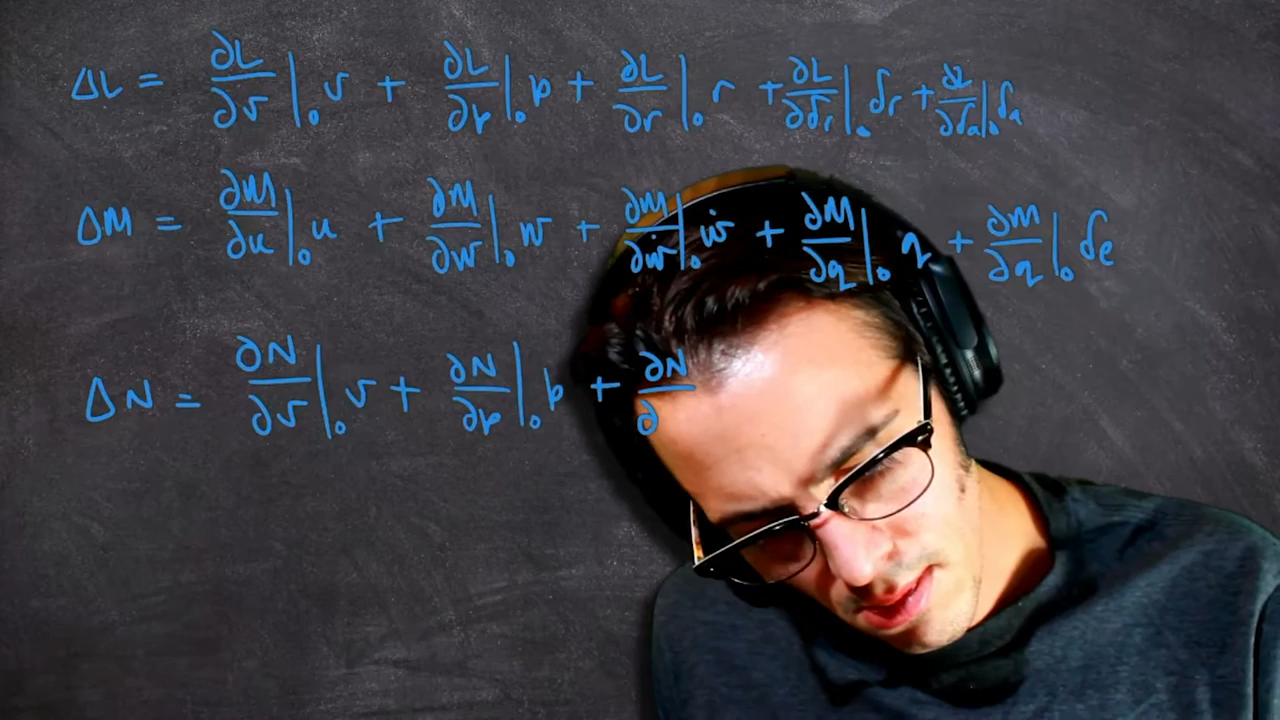 ΔL = ∂L/∂v|₀ v + ∂L/∂p|₀ p + ∂L/∂r|₀ r + ∂L/∂δr|₀ δr + ∂L/∂δa|₀ δa
ΔM = ∂M/∂u|₀ u + ∂M/∂w|₀ w + ∂M/∂ẇ|₀ ẇ + ∂M/∂q|₀ q + ∂M/∂q|₀ δe
ΔN = ∂N/∂v|₀ v + ∂N/∂p|₀ p + ∂N/∂